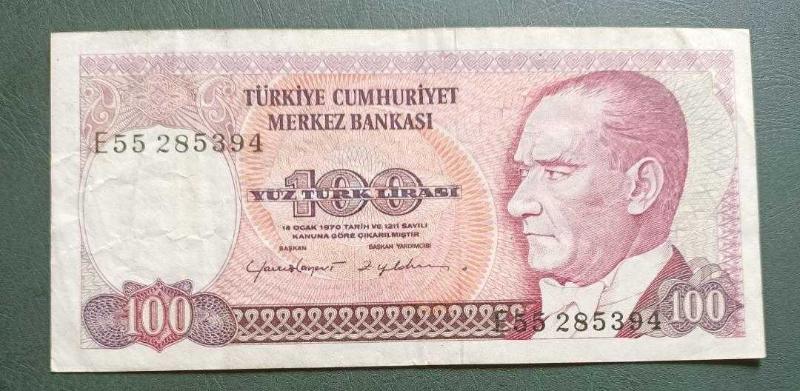 TÜRKİYE CUMHURİYET
MERKEZ BANKASI
E55 285394
100
YÜZ TÜRK LİRASI
14 OCAK 1970 TARİH VE 1211 SAYILI
KANUNA GÖRE ÇIKARILMIŞTIR
BAŞKAN BAŞKAN YARDIMCISI
E55 285394
100 100